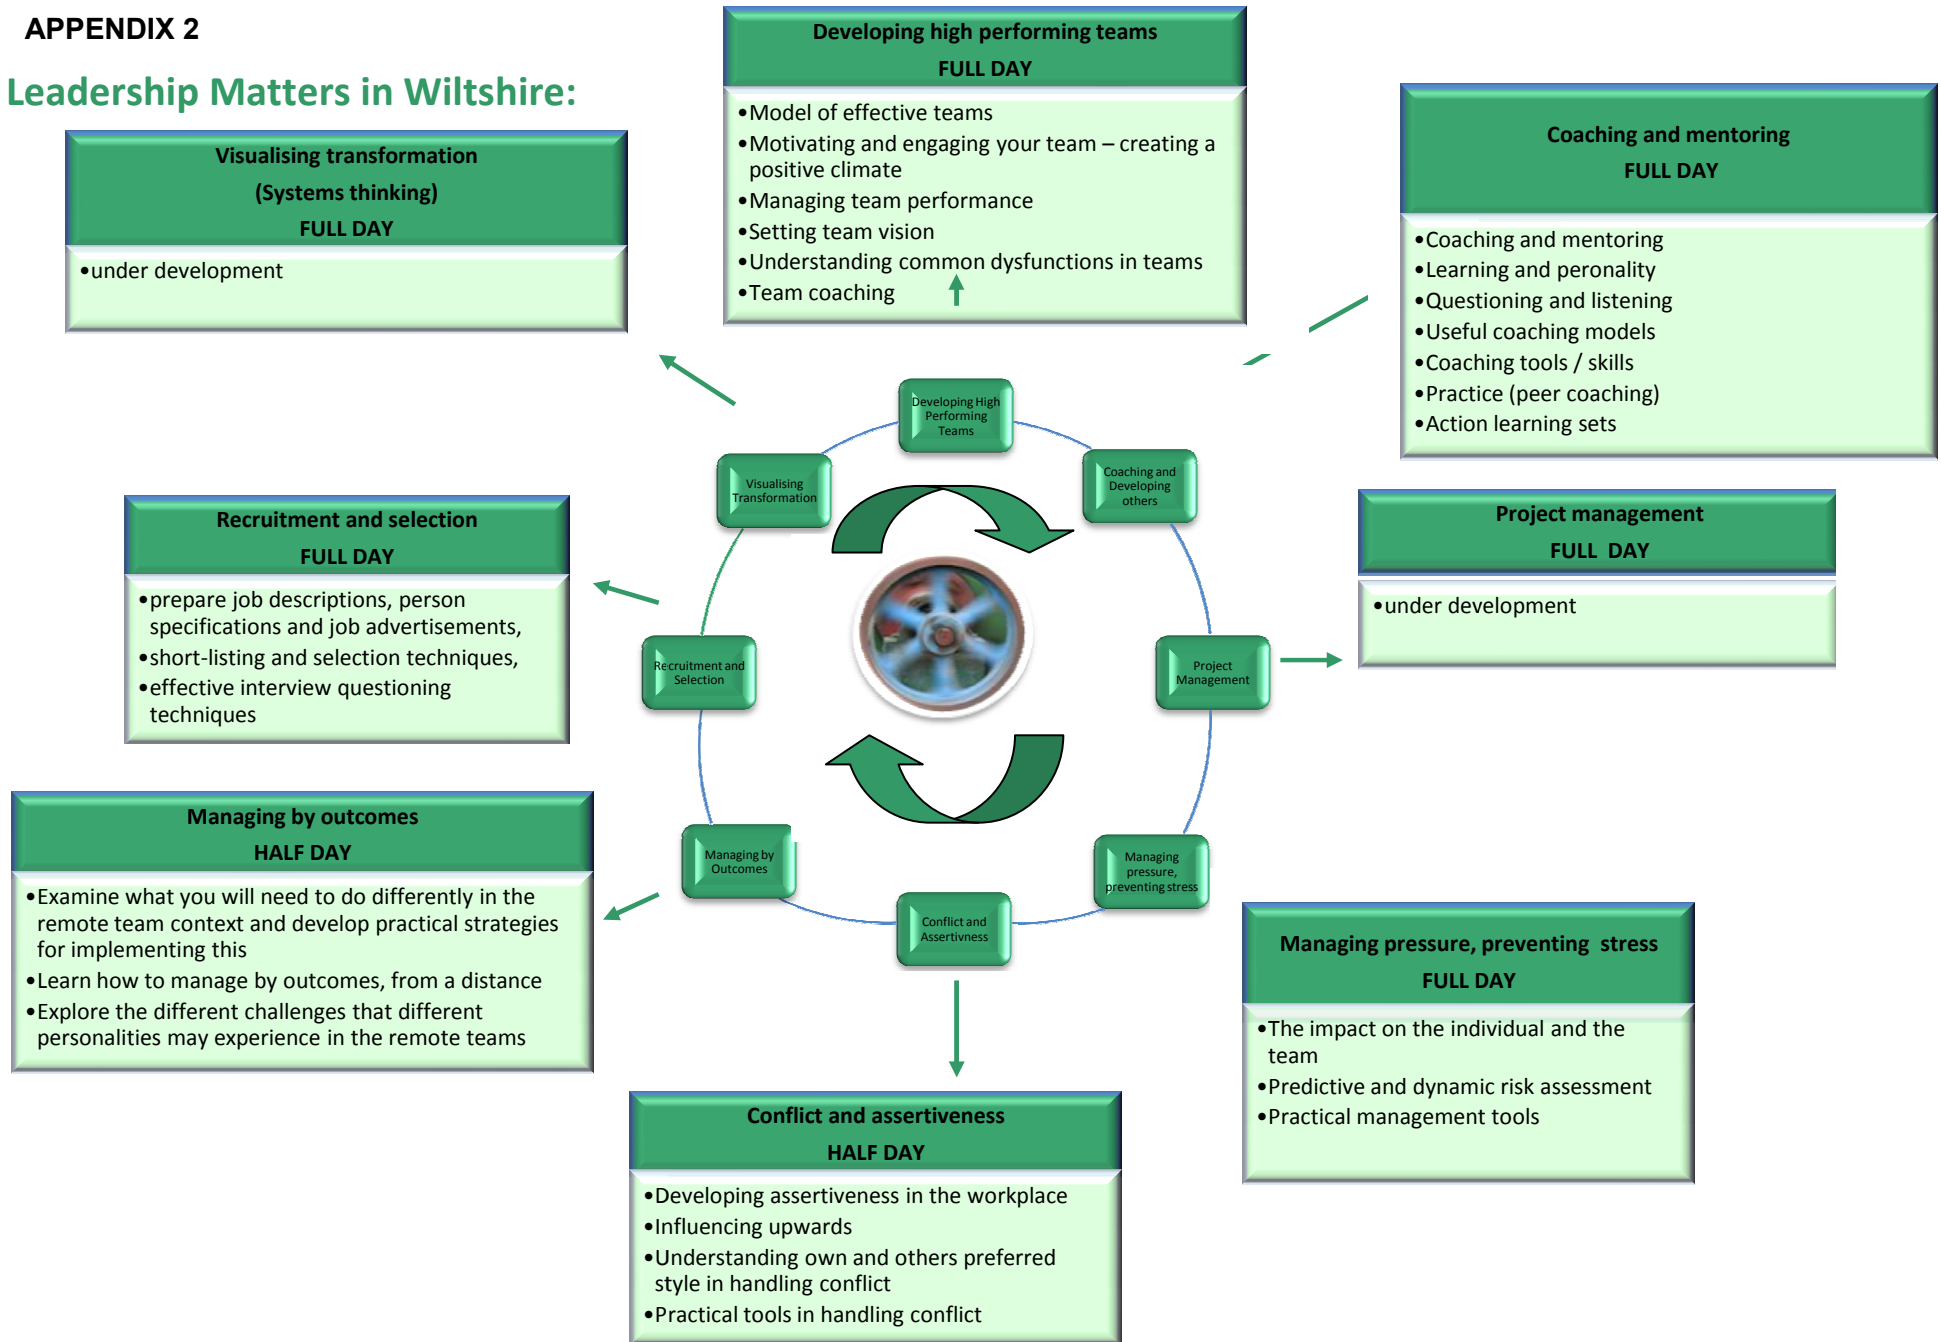 APPENDIX 2
Leadership Matters in Wiltshire:
Developing high performing teams
FULL DAY
•Model of effective teams
•Motivating and engaging your team – creating a
positive climate
•Managing team performance
•Setting team vision
•Understanding common dysfunctions in teams
•Team coaching
Visualising transformation
(Systems thinking)
FULL DAY
•under development
Coaching and mentoring
FULL DAY
•Coaching and mentoring
•Learning and peronality
•Questioning and listening
•Useful coaching models
•Coaching tools / skills
•Practice (peer coaching)
•Action learning sets
Developing High
Performing
Teams
Visualising
Transformation
Coaching and
Developing
others
Recruitment and
Selection
Project
Management
Managing by
Outcomes
Managing
pressure,
preventing stress
Conflict and
Assertivness
Recruitment and selection
FULL DAY
•prepare job descriptions, person
specifications and job advertisements,
•short-listing and selection techniques,
•effective interview questioning
techniques
Project management
FULL DAY
•under development
Managing by outcomes
HALF DAY
•Examine what you will need to do differently in the
remote team context and develop practical strategies
for implementing this
•Learn how to manage by outcomes, from a distance
•Explore the different challenges that different
personalities may experience in the remote teams
Managing pressure, preventing stress
FULL DAY
•The impact on the individual and the
team
•Predictive and dynamic risk assessment
•Practical management tools
Conflict and assertiveness
HALF DAY
•Developing assertiveness in the workplace
•Influencing upwards
•Understanding own and others preferred
style in handling conflict
•Practical tools in handling conflict